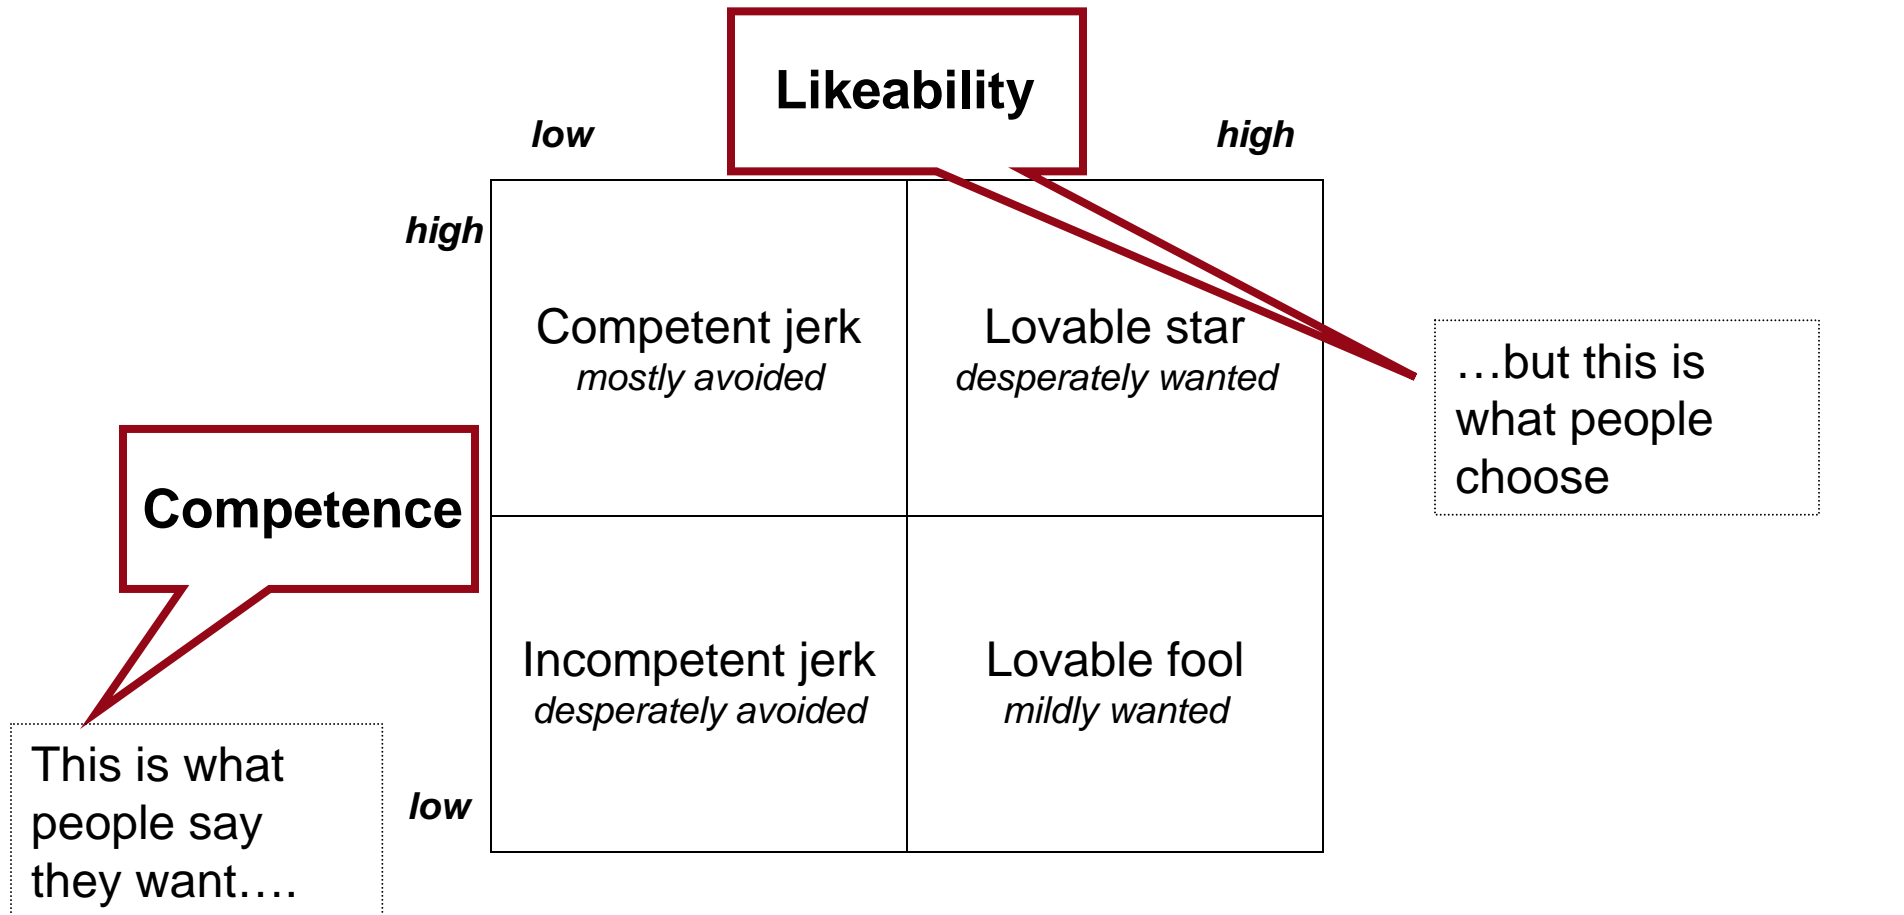 Likeability
low
high
high
Competent jerk
mostly avoided
Lovable star
desperately wanted
…but this is
what people
choose
Competence
Incompetent jerk
desperately avoided
Lovable fool
mildly wanted
low
This is what
people say
they want….